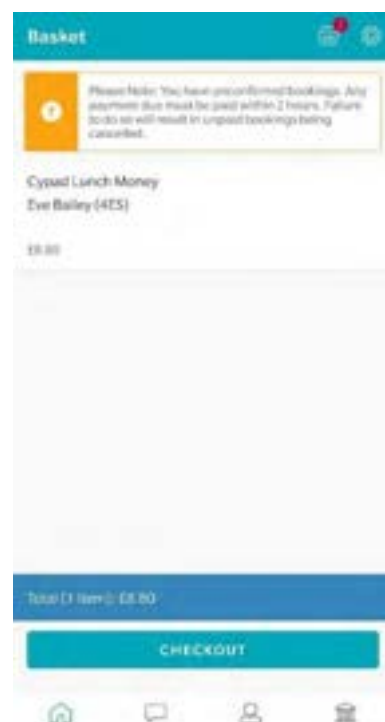 Basket
Please Note: You have unconfirmed bookings. Any
payment due must be paid within 2 hours. Failure
to do so will result in unpaid bookings being
cancelled.
Cypad Lunch Money
Eve Bailey (4ES)
£8.80
Total (1 item): £8.80
CHECKOUT